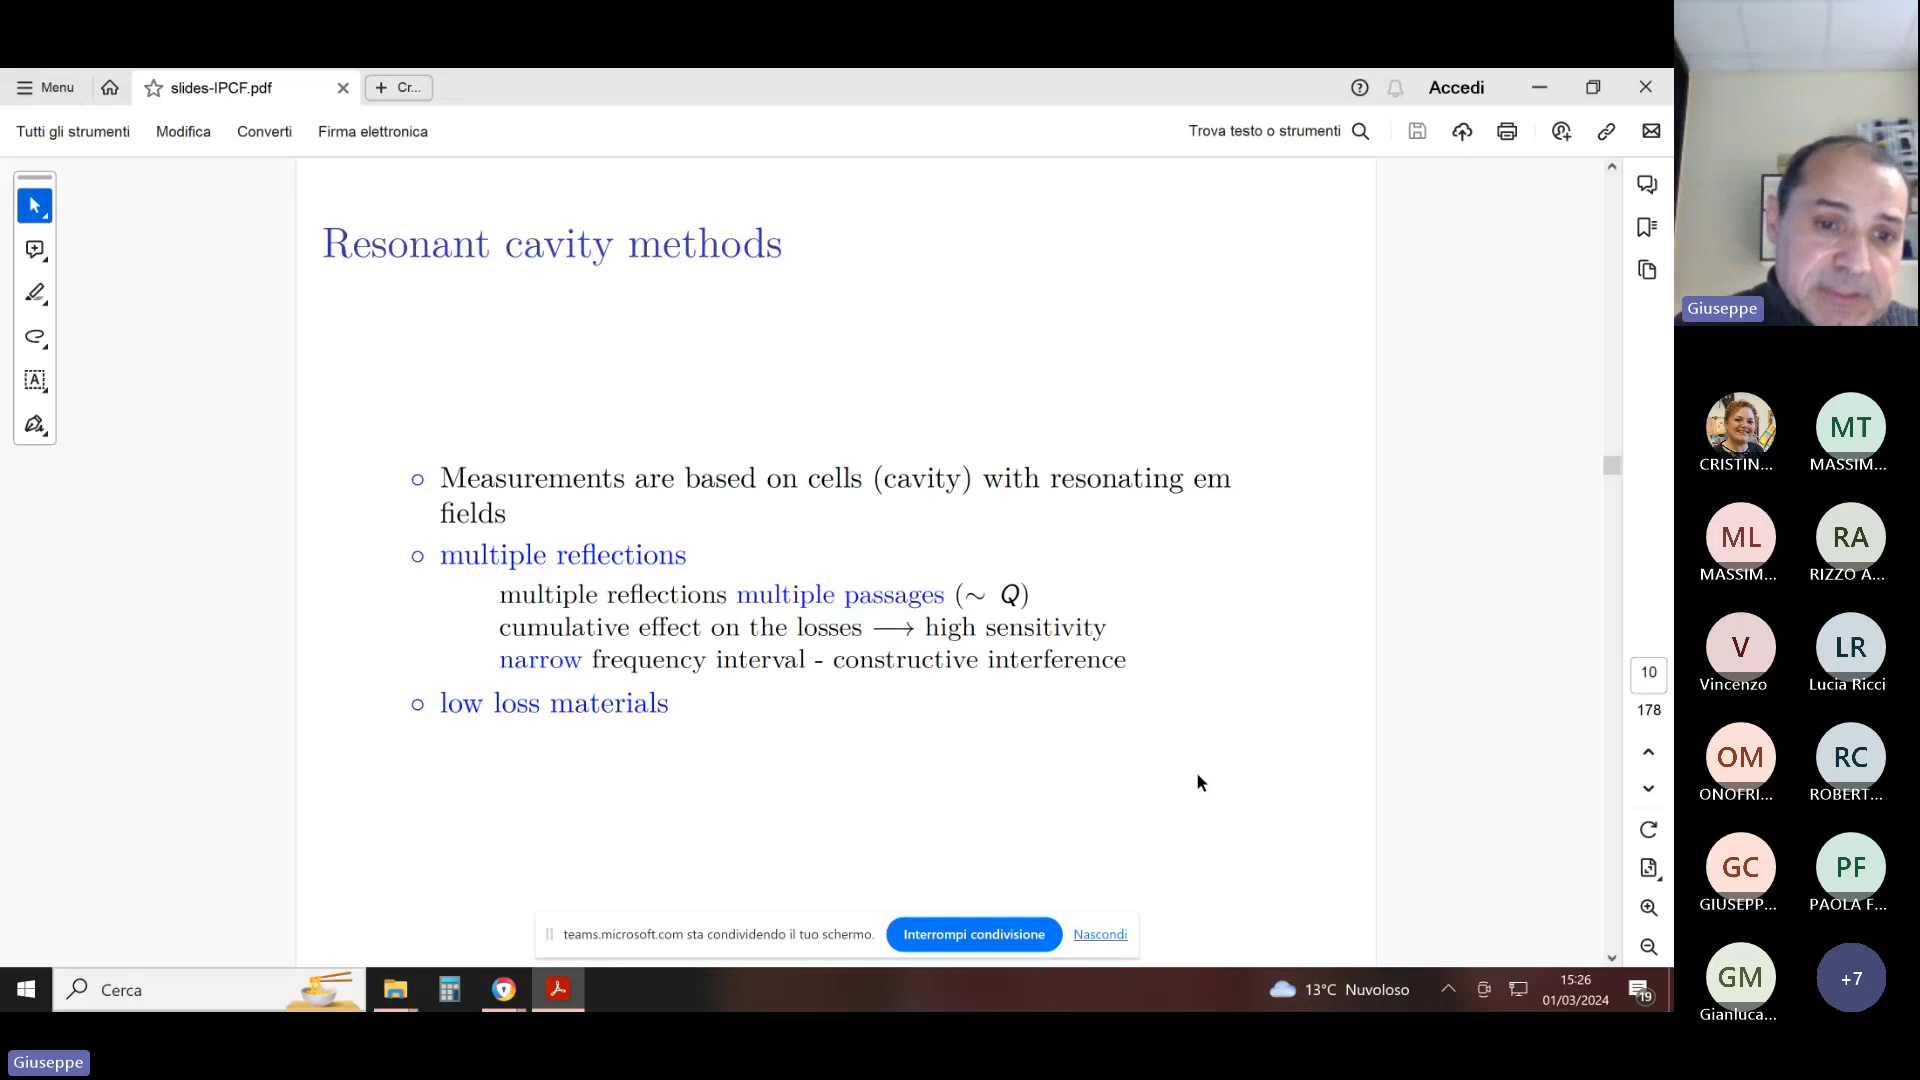 Menu
slides-IPCF.pdf
Cr...
Accedi
Tutti gli strumenti
Modifica
Converti
Firma elettronica
Trova testo o strumenti
Resonant cavity methods
Measurements are based on cells (cavity) with resonating em
fields
multiple reflections
multiple reflections multiple passages (∼ Q)
cumulative effect on the losses ⟶ high sensitivity
narrow frequency interval - constructive interference
low loss materials
10
178
teams.microsoft.com sta condividendo il tuo schermo.
Interrompi condivisione
Nascondi
Cerca
13°C Nuvoloso
15:26
01/03/2024
19
Giuseppe
CRISTIN...
MT
MASSIM...
ML
MASSIM...
RA
RIZZO A...
V
Vincenzo
LR
Lucia Ricci
OM
ONOFRI...
RC
ROBERT...
GC
GIUSEPP...
PF
PAOLA F...
GM
Gianluca...
+7
Giuseppe